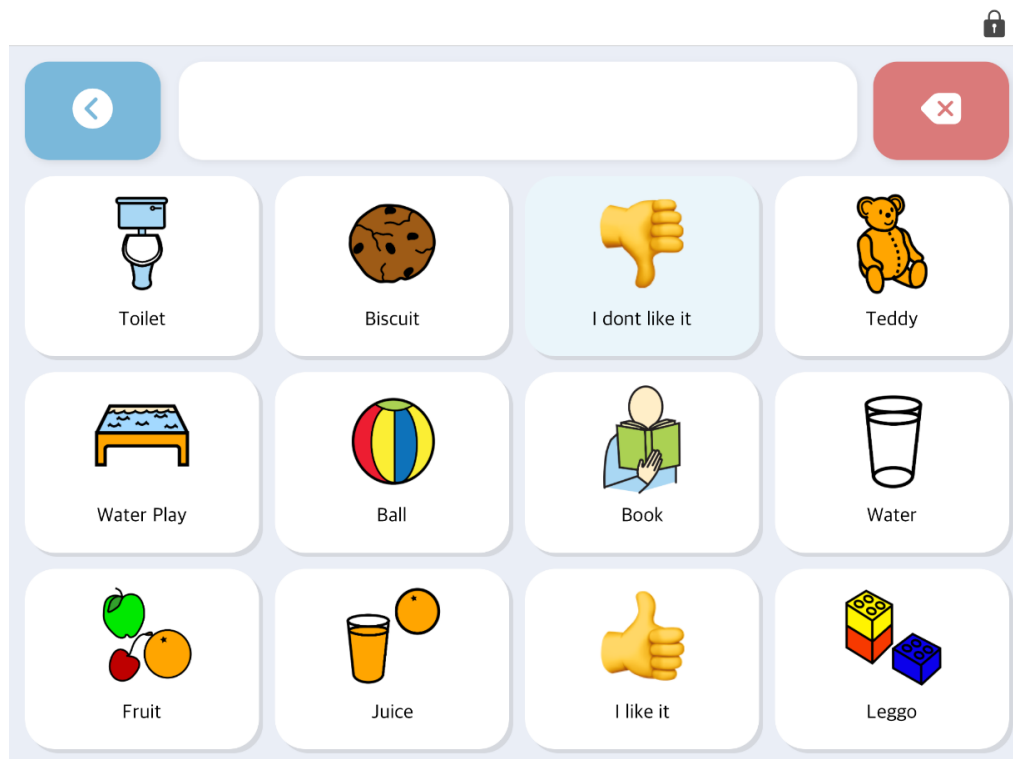 Toilet
Biscuit
I dont like it
Teddy
Water Play
Ball
Book
Water
Fruit
Juice
I like it
Leggo